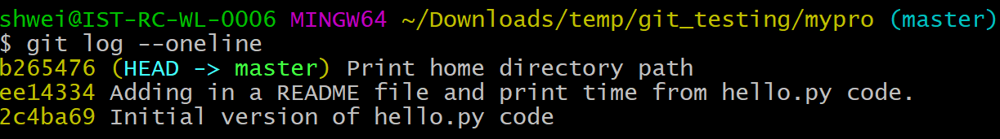 shwei@IST-RC-WL-0006 MINGW64 ~/Downloads/temp/git_testing/mypro (master)
$ git log --oneline
b265476 (HEAD -> master) Print home directory path
ee14334 Adding in a README file and print time from hello.py code.
2c4ba69 Initial version of hello.py code